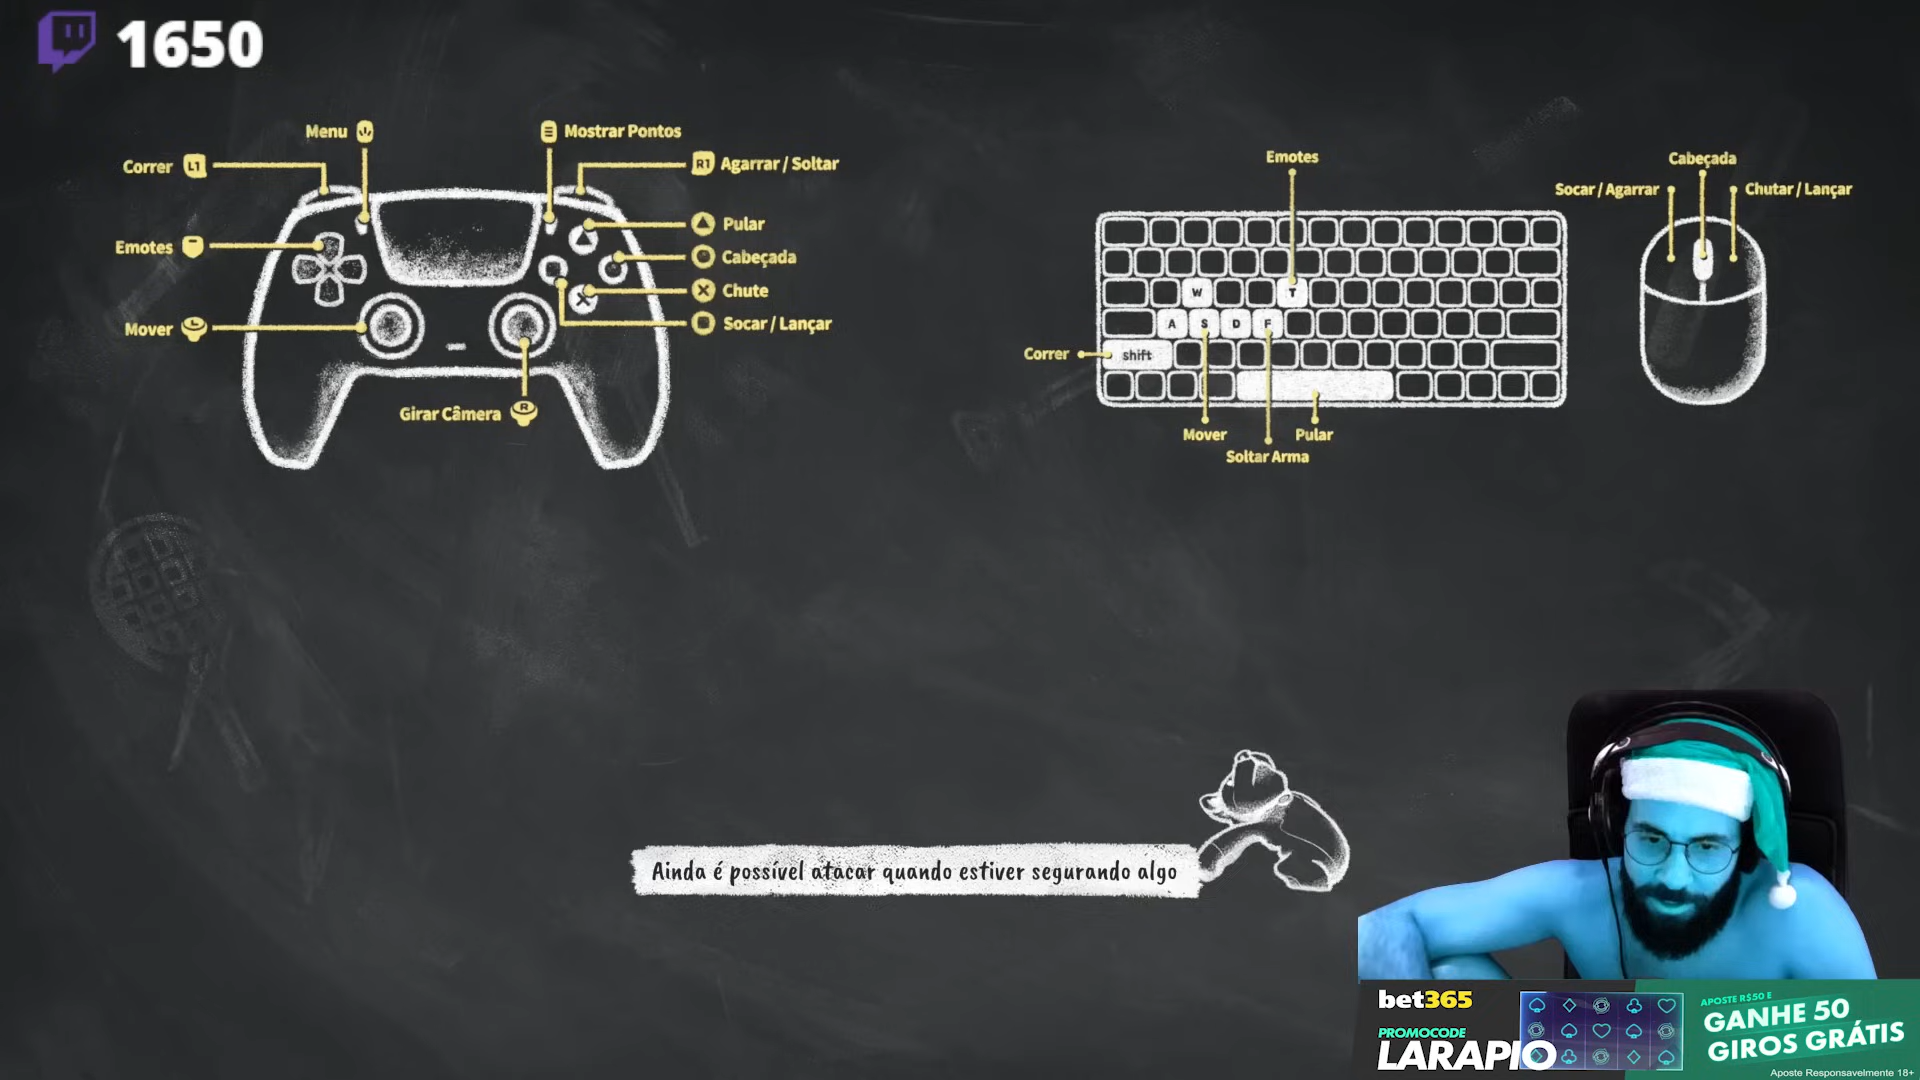 1650
Menu
Mostrar Pontos
Correr L1
R1 Agarrar / Soltar
Pular
Emotes
Cabeçada
Chute
Mover L
Socar / Lançar
Girar Câmera R
Emotes
Cabeçada
Socar / Agarrar
Chutar / Lançar
W T
A S D F
Correr shift
Mover
Pular
Soltar Arma
Ainda é possível atacar quando estiver segurando algo
bet365
PROMOCODE
LARAPIO
APOSTE R$50 E
GANHE 50
GIROS GRÁTIS
Aposte Responsavelmente 18+